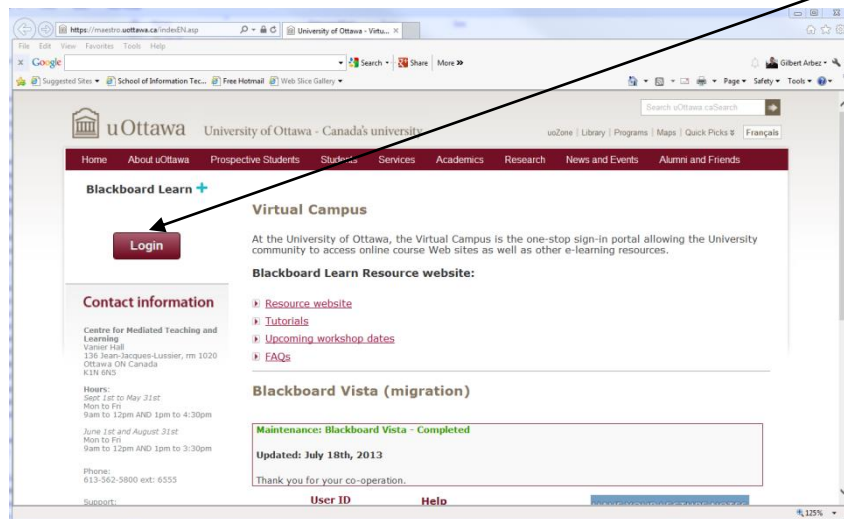 https://maestro.uottawa.ca/indexEN.asp
University of Ottawa - Virtu...
File Edit View Favorites Tools Help
x Google Search Share More »
Gilbert Arbez
Suggested Sites School of Information Tec... Free Hotmail Web Slice Gallery
Page Safety Tools
Search uOttawa.caSearch
uOttawa University of Ottawa - Canada's university
uoZone | Library | Programs | Maps | Quick Picks Français
Home About uOttawa Prospective Students Students Services Academics Research News and Events Alumni and Friends
Blackboard Learn +
Login
Contact information
Centre for Mediated Teaching and
Learning
Vanier Hall
136 Jean-Jacques-Lussier, rm 1020
Ottawa ON Canada
K1N 6N5
Hours:
Sept 1st to May 31st
Mon to Fri
9am to 12pm AND 1pm to 4:30pm
June 1st and August 31st
Mon to Fri
9am to 12pm AND 1pm to 3:30pm
Phone:
613-562-5800 ext: 6555
Support:
Virtual Campus
At the University of Ottawa, the Virtual Campus is the one-stop sign-in portal allowing the University
community to access online course Web sites as well as other e-learning resources.
Blackboard Learn Resource website:
Resource website
Tutorials
Upcoming workshop dates
FAQs
Blackboard Vista (migration)
Maintenance: Blackboard Vista - Completed
Updated: July 18th, 2013
Thank you for your co-operation.
User ID Help
125%